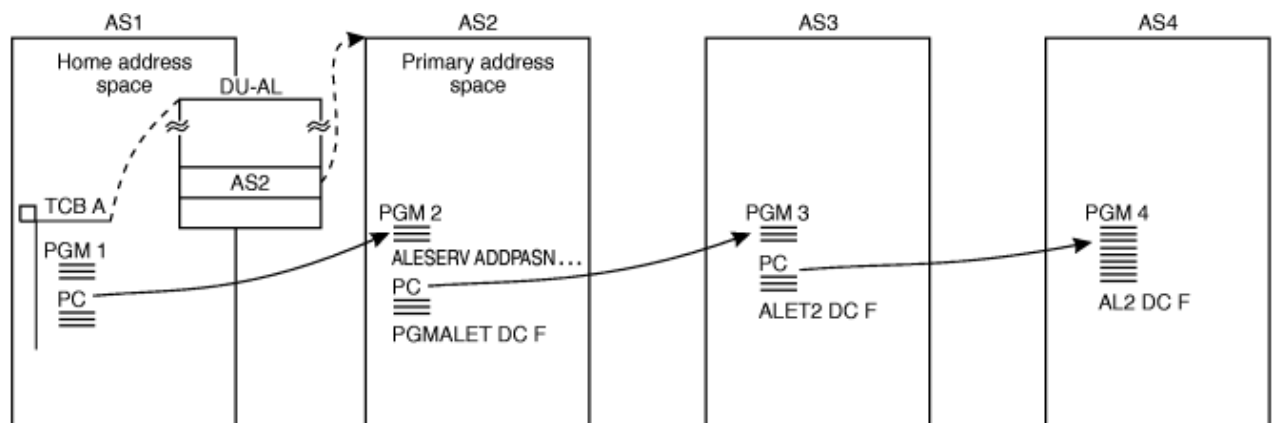 AS1
AS2
AS3
AS4
Home address
space
DU-AL
AS2
TCB A
PGM 1
PC
Primary address
space
PGM 2
ALESERV ADDPASN...
PC
PGMALET DC F
PGM 3
PC
ALET2 DC F
PGM 4
AL2 DC F